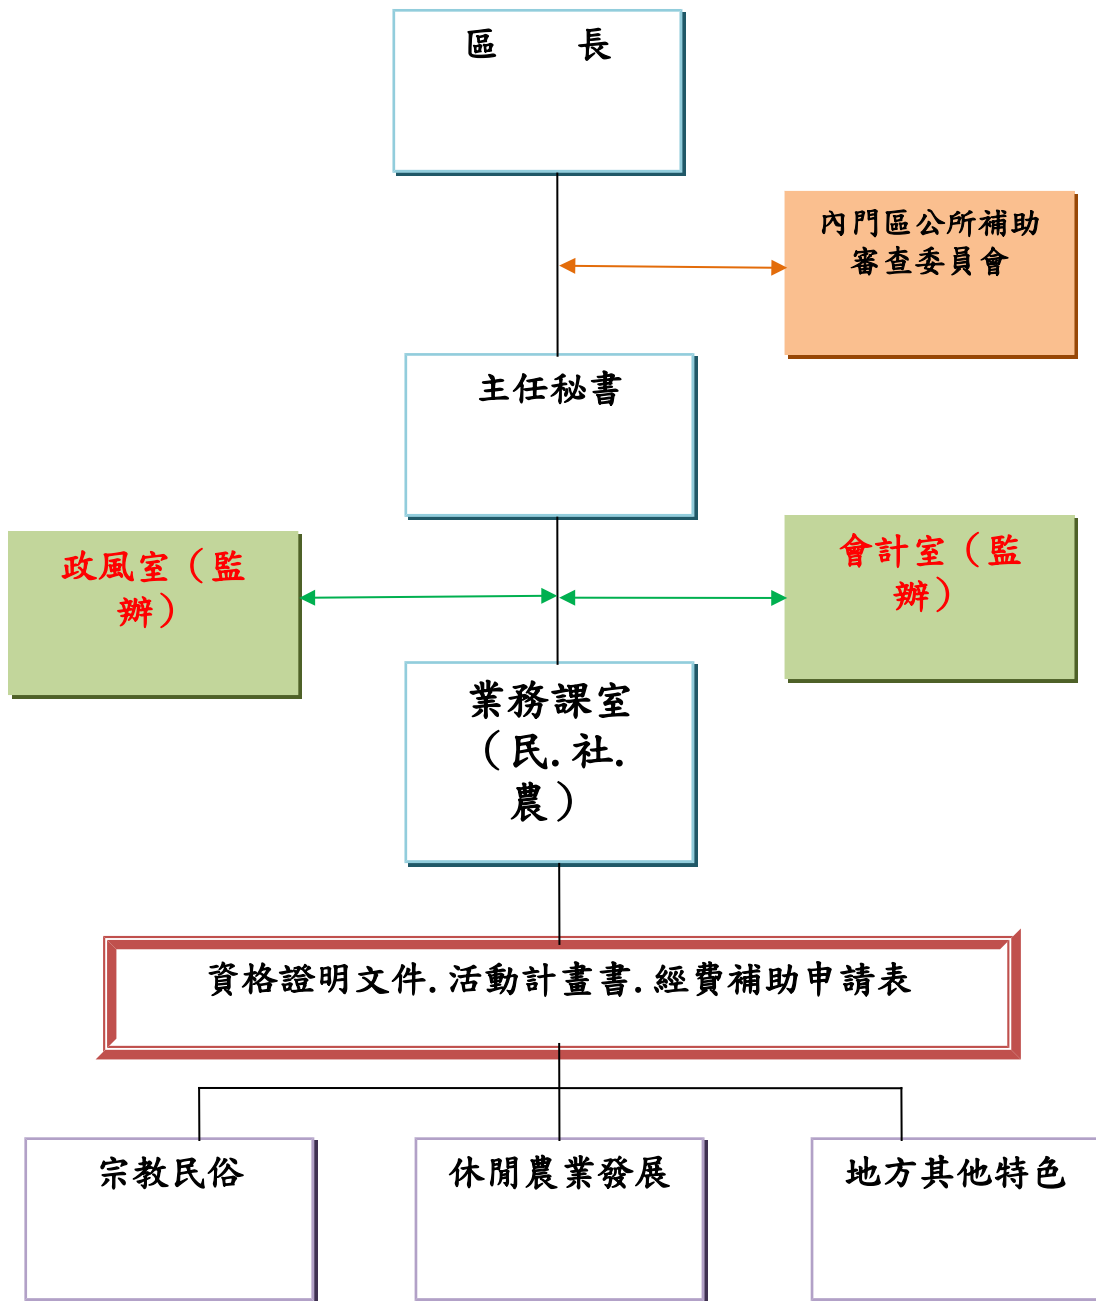 區　　長
內門區公所補助
審查委員會
主任秘書
政風室（監
辦）
會計室（監
辦）
業務課室
（民.社.
農）
資格證明文件.活動計畫書.經費補助申請表
宗教民俗
休閒農業發展
地方其他特色